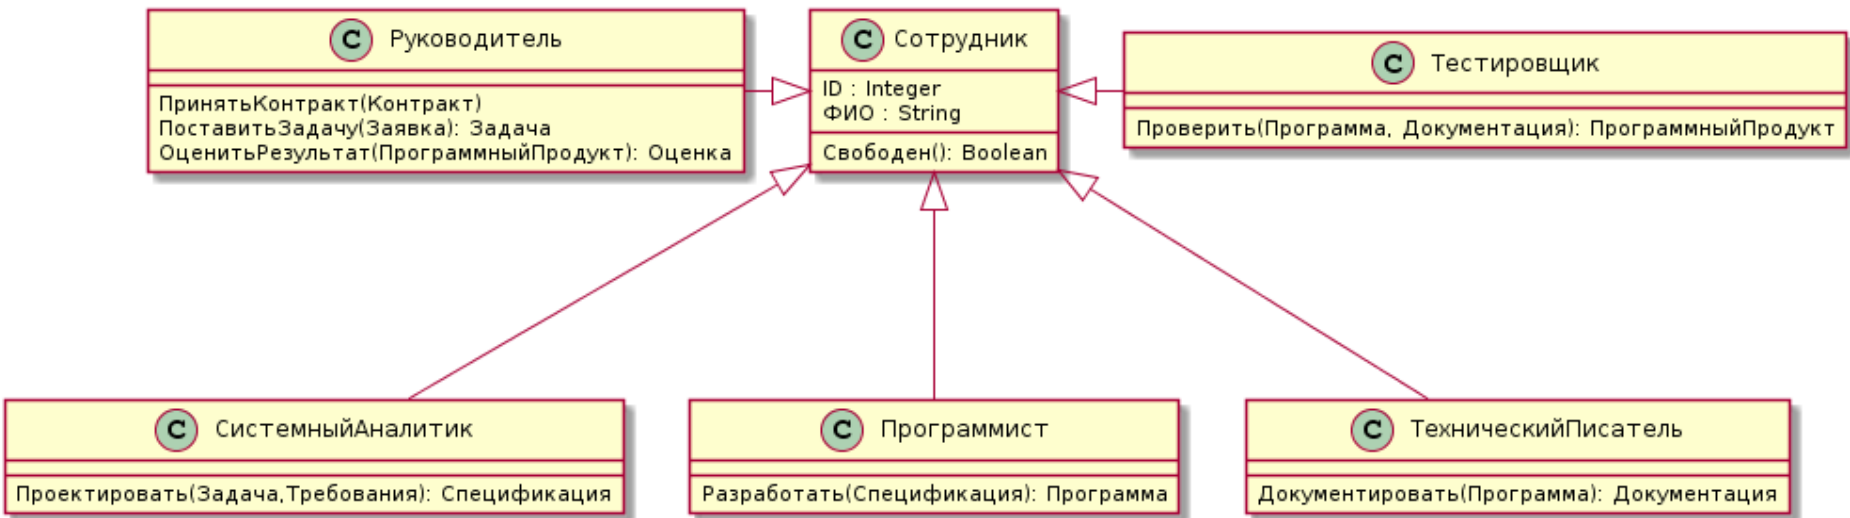 C Руководитель
ПринятьКонтракт(Контракт)
ПоставитьЗадачу(Заявка): Задача
ОценитьРезультат(ПрограммныйПродукт): Оценка
C Сотрудник
ID : Integer
ФИО : String
Свободен(): Boolean
C Тестировщик
Проверить(Программа, Документация): ПрограммныйПродукт
C СистемныйАналитик
Проектировать(Задача,Требования): Спецификация
C Программист
Разработать(Спецификация): Программа
C ТехническийПисатель
Документировать(Программа): Документация